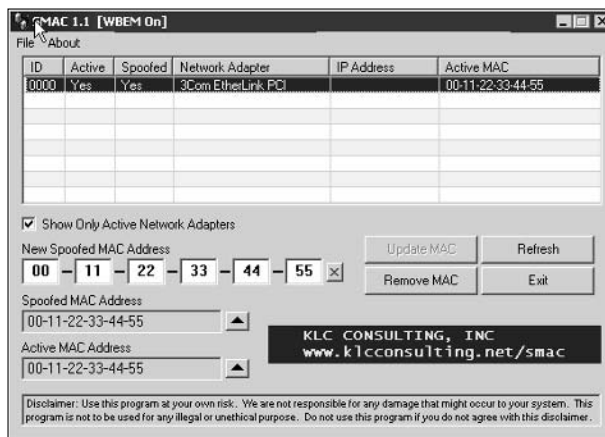 SMAC 1.1 [WBEM On]
File About
ID Active Spoofed Network Adapter IP Address Active MAC
0000 Yes Yes 3Com EtherLink PCI 00-11-22-33-44-55
Show Only Active Network Adapters
New Spoofed MAC Address
00 - 11 - 22 - 33 - 44 - 55
Update MAC Refresh
Remove MAC Exit
Spoofed MAC Address
00-11-22-33-44-55
Active MAC Address
00-11-22-33-44-55
KLC CONSULTING, INC
www.klcconsulting.net/smac
Disclaimer: Use this program at your own risk. We are not responsible for any damage that might occur to your system. This
program is not to be used for any illegal or unethical purpose. Do not use this program if you do not agree with this disclaimer.